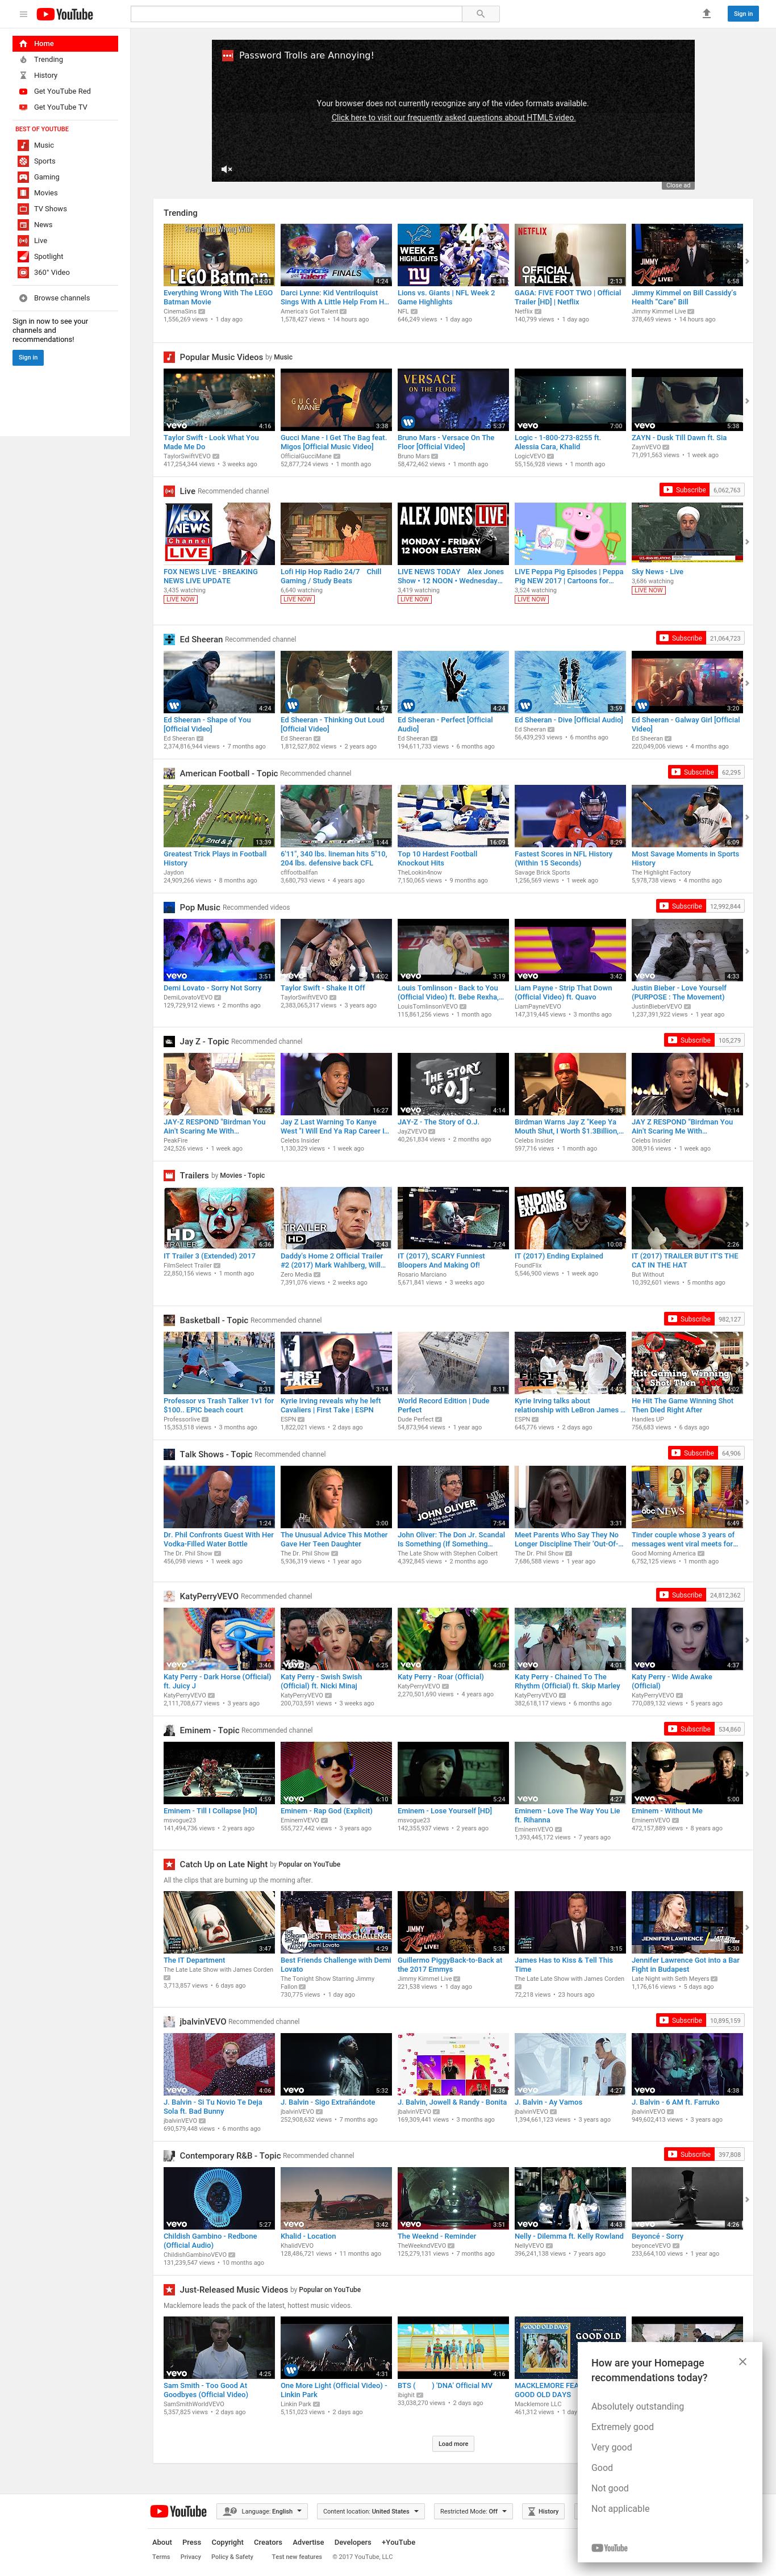 YouTube
Sign in
Home
Trending
History
Get YouTube Red
Get YouTube TV
BEST OF YOUTUBE
Music
Sports
Gaming
Movies
TV Shows
News
Live
Spotlight
360° Video
Browse channels
Sign in now to see your
channels and
recommendations!
Sign in
Password Trolls are Annoying!
Your browser does not currently recognize any of the video formats available.
Click here to visit our frequently asked questions about HTML5 video.
Close ad
Trending
Everything Wrong With The LEGO
Batman Movie
CinemaSins
1,556,269 views • 1 day ago
Darci Lynne: Kid Ventriloquist
Sings With A Little Help From H...
America's Got Talent
1,578,427 views • 14 hours ago
Lions vs. Giants | NFL Week 2
Game Highlights
NFL
646,249 views • 1 day ago
GAGA: FIVE FOOT TWO | Official
Trailer [HD] | Netflix
Netflix
140,799 views • 1 day ago
Jimmy Kimmel on Bill Cassidy's
Health "Care" Bill
Jimmy Kimmel Live
378,469 views • 14 hours ago
Popular Music Videos by Music
Taylor Swift - Look What You
Made Me Do
TaylorSwiftVEVO
417,254,344 views • 3 weeks ago
Gucci Mane - I Get The Bag feat.
Migos [Official Music Video]
OfficialGucciMane
52,877,724 views • 1 month ago
Bruno Mars - Versace On The
Floor [Official Video]
Bruno Mars
58,472,462 views • 1 month ago
Logic - 1-800-273-8255 ft.
Alessia Cara, Khalid
LogicVEVO
55,156,928 views • 1 month ago
ZAYN - Dusk Till Dawn ft. Sia
ZaynVEVO
71,091,563 views • 1 week ago
Live Recommended channel
Subscribe 6,062,763
FOX NEWS LIVE - BREAKING
NEWS LIVE UPDATE
3,435 watching
LIVE NOW
Lofi Hip Hop Radio 24/7 Chill
Gaming / Study Beats
6,640 watching
LIVE NOW
LIVE NEWS TODAY Alex Jones
Show • 12 NOON • Wednesday...
3,419 watching
LIVE NOW
LIVE Peppa Pig Episodes | Peppa
Pig NEW 2017 | Cartoons for...
3,524 watching
LIVE NOW
Sky News - Live
3,686 watching
LIVE NOW
Ed Sheeran Recommended channel
Subscribe 21,064,723
Ed Sheeran - Shape of You
[Official Video]
Ed Sheeran
2,374,816,944 views • 7 months ago
Ed Sheeran - Thinking Out Loud
[Official Video]
Ed Sheeran
1,812,527,802 views • 2 years ago
Ed Sheeran - Perfect [Official
Audio]
Ed Sheeran
194,611,733 views • 6 months ago
Ed Sheeran - Dive [Official Audio]
Ed Sheeran
56,439,293 views • 6 months ago
Ed Sheeran - Galway Girl [Official
Video]
Ed Sheeran
220,049,006 views • 4 months ago
American Football - Topic Recommended channel
Subscribe 62,295
Greatest Trick Plays in Football
History
Jaydon
24,909,266 views • 8 months ago
6'11", 340 lbs. lineman hits 5"10,
204 lbs. defensive back CFL
cflfootballfan
3,680,793 views • 4 years ago
Top 10 Hardest Football
Knockout Hits
TheLookin4now
7,150,065 views • 9 months ago
Fastest Scores in NFL History
(Within 15 Seconds)
Savage Brick Sports
1,256,569 views • 1 week ago
Most Savage Moments in Sports
History
The Highlight Factory
5,978,738 views • 4 months ago
Pop Music Recommended videos
Subscribe 12,992,844
Demi Lovato - Sorry Not Sorry
DemiLovatoVEVO
129,729,912 views • 2 months ago
Taylor Swift - Shake It Off
TaylorSwiftVEVO
2,383,065,317 views • 3 years ago
Louis Tomlinson - Back to You
(Official Video) ft. Bebe Rexha,...
LouisTomlinsonVEVO
115,861,256 views • 1 month ago
Liam Payne - Strip That Down
(Official Video) ft. Quavo
LiamPayneVEVO
147,319,445 views • 3 months ago
Justin Bieber - Love Yourself
(PURPOSE : The Movement)
JustinBieberVEVO
1,237,391,922 views • 1 year ago
Jay Z - Topic Recommended channel
Subscribe 105,279
JAY-Z RESPOND "Birdman You
Ain't Scaring Me With...
PeakFire
242,526 views • 1 week ago
Jay Z Last Warning To Kanye
West "I Will End Ya Rap Career I...
Celebs Insider
1,130,329 views • 1 week ago
JAY-Z - The Story of O.J.
JayZVEVO
40,261,834 views • 2 months ago
Birdman Warns Jay Z "Keep Ya
Mouth Shut, I Worth $1.3Billion,...
Celebs Insider
597,716 views • 1 month ago
JAY Z RESPOND "Birdman You
Ain't Scaring Me With...
Celebs Insider
308,916 views • 1 week ago
Trailers by Movies - Topic
IT Trailer 3 (Extended) 2017
FilmSelect Trailer
22,850,156 views • 1 month ago
Daddy's Home 2 Official Trailer
#2 (2017) Mark Wahlberg, Will...
Zero Media
7,391,076 views • 2 weeks ago
IT (2017), SCARY Funniest
Bloopers And Making Of!
Rosario Marciano
5,671,841 views • 3 weeks ago
IT (2017) Ending Explained
FoundFlix
5,546,900 views • 1 week ago
IT (2017) TRAILER BUT IT'S THE
CAT IN THE HAT
But Without
10,392,601 views • 5 months ago
Basketball - Topic Recommended channel
Subscribe 982,127
Professor vs Trash Talker 1v1 for
$100.. EPIC beach court
Professorlive
15,353,518 views • 3 months ago
Kyrie Irving reveals why he left
Cavaliers | First Take | ESPN
ESPN
1,822,021 views • 2 days ago
World Record Edition | Dude
Perfect
Dude Perfect
54,873,964 views • 1 year ago
Kyrie Irving talks about
relationship with LeBron James ...
ESPN
645,776 views • 2 days ago
He Hit The Game Winning Shot
Then Died Right After
Handles UP
756,683 views • 6 days ago
Talk Shows - Topic Recommended channel
Subscribe 64,906
Dr. Phil Confronts Guest With Her
Vodka-Filled Water Bottle
The Dr. Phil Show
456,098 views • 1 week ago
The Unusual Advice This Mother
Gave Her Teen Daughter
The Dr. Phil Show
5,936,319 views • 1 year ago
John Oliver: The Don Jr. Scandal
Is Something (If Something...
The Late Show with Stephen Colbert
4,392,845 views • 2 months ago
Meet Parents Who Say They No
Longer Discipline Their 'Out-Of-...
The Dr. Phil Show
7,686,588 views • 1 year ago
Tinder couple whose 3 years of
messages went viral meets for...
Good Morning America
6,752,125 views • 1 month ago
KatyPerryVEVO Recommended channel
Subscribe 24,812,362
Katy Perry - Dark Horse (Official)
ft. Juicy J
KatyPerryVEVO
2,111,708,677 views • 3 years ago
Katy Perry - Swish Swish
(Official) ft. Nicki Minaj
KatyPerryVEVO
200,703,591 views • 3 weeks ago
Katy Perry - Roar (Official)
KatyPerryVEVO
2,270,501,690 views • 4 years ago
Katy Perry - Chained To The
Rhythm (Official) ft. Skip Marley
KatyPerryVEVO
382,618,117 views • 6 months ago
Katy Perry - Wide Awake
(Official)
KatyPerryVEVO
770,089,132 views • 5 years ago
Eminem - Topic Recommended channel
Subscribe 534,860
Eminem - Till I Collapse [HD]
msvogue23
141,494,736 views • 2 years ago
Eminem - Rap God (Explicit)
EminemVEVO
555,727,442 views • 3 years ago
Eminem - Lose Yourself [HD]
msvogue23
142,355,937 views • 2 years ago
Eminem - Love The Way You Lie
ft. Rihanna
EminemVEVO
1,393,445,172 views • 7 years ago
Eminem - Without Me
EminemVEVO
472,157,889 views • 8 years ago
Catch Up on Late Night by Popular on YouTube
All the clips that are burning up the morning after.
The IT Department
The Late Late Show with James Corden
3,713,857 views • 6 days ago
Best Friends Challenge with Demi
Lovato
The Tonight Show Starring Jimmy
Fallon
730,775 views • 1 day ago
Guillermo PiggyBack-to-Back at
the 2017 Emmys
Jimmy Kimmel Live
221,538 views • 1 day ago
James Has to Kiss & Tell This
Time
The Late Late Show with James Corden
72,218 views • 23 hours ago
Jennifer Lawrence Got into a Bar
Fight in Budapest
Late Night with Seth Meyers
1,176,616 views • 5 days ago
jbalvinVEVO Recommended channel
Subscribe 10,895,159
J. Balvin - Si Tu Novio Te Deja
Sola ft. Bad Bunny
jbalvinVEVO
690,579,448 views • 6 months ago
J. Balvin - Sigo Extrañándote
jbalvinVEVO
252,908,632 views • 7 months ago
J. Balvin, Jowell & Randy - Bonita
jbalvinVEVO
169,309,441 views • 3 months ago
J. Balvin - Ay Vamos
jbalvinVEVO
1,394,661,123 views • 3 years ago
J. Balvin - 6 AM ft. Farruko
jbalvinVEVO
949,602,413 views • 3 years ago
Contemporary R&B - Topic Recommended channel
Subscribe 397,808
Childish Gambino - Redbone
(Official Audio)
ChildishGambinoVEVO
131,239,547 views • 10 months ago
Khalid - Location
KhalidVEVO
128,486,721 views • 11 months ago
The Weeknd - Reminder
TheWeekndVEVO
125,279,131 views • 7 months ago
Nelly - Dilemma ft. Kelly Rowland
NellyVEVO
396,241,138 views • 7 years ago
Beyoncé - Sorry
beyonceVEVO
233,664,100 views • 1 year ago
Just-Released Music Videos by Popular on YouTube
Macklemore leads the pack of the latest, hottest music videos.
Sam Smith - Too Good At
Goodbyes (Official Video)
SamSmithWorldVEVO
5,357,825 views • 2 days ago
One More Light (Official Video) -
Linkin Park
Linkin Park
5,151,023 views • 2 days ago
BTS ( ) 'DNA' Official MV
ibighit
33,038,270 views • 2 days ago
MACKLEMORE FEA
GOOD OLD DAYS
Macklemore LLC
461,312 views • 1 day
Load more
How are your Homepage
recommendations today?
Absolutely outstanding
Extremely good
Very good
Good
Not good
Not applicable
YouTube
YouTube
Language: English
Content location: United States
Restricted Mode: Off
History
About Press Copyright Creators Advertise Developers +YouTube
Terms Privacy Policy & Safety Test new features © 2017 YouTube, LLC